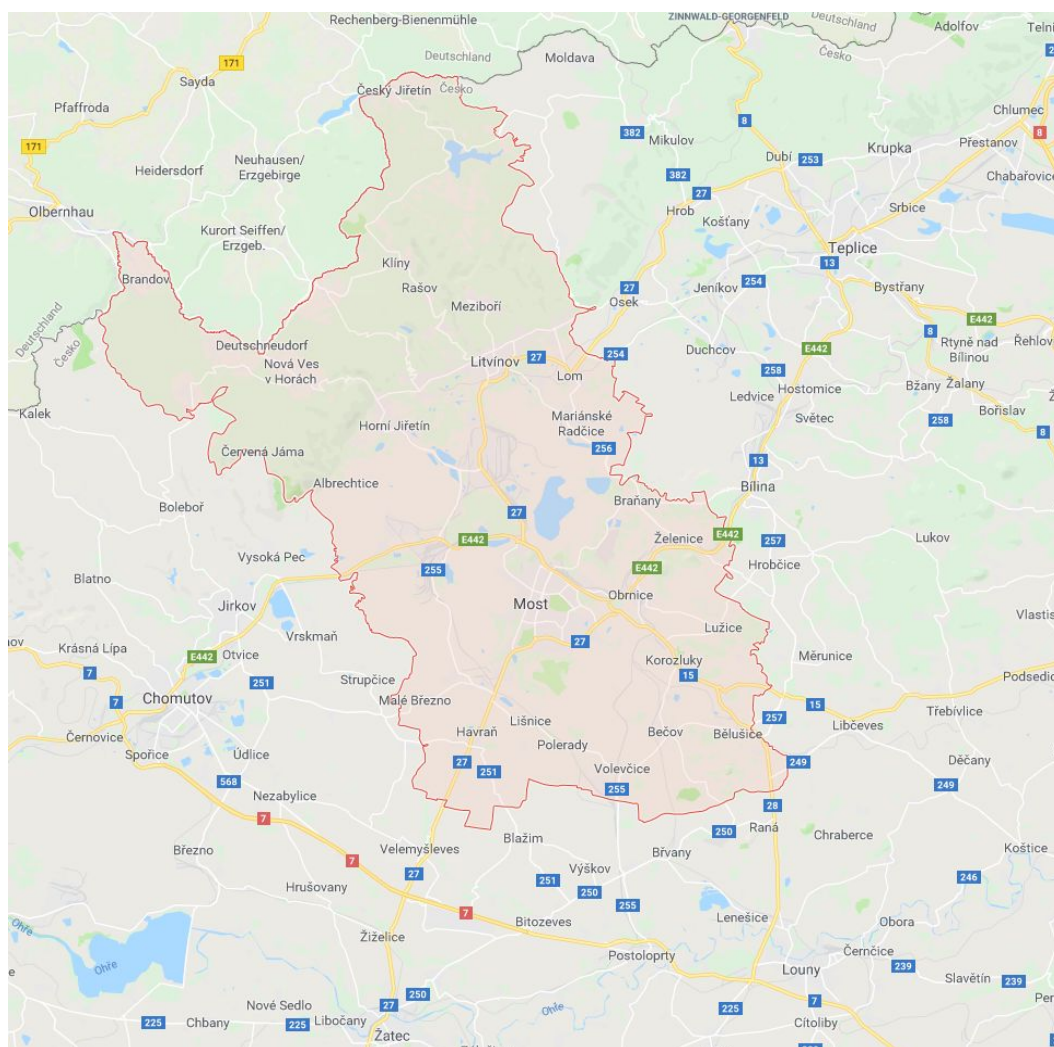 Rechenberg-Bienenmühle
ZINNWALD-GEORGENFELD
Deutschland
Adolfov
Telni
171
Sayda
Deutschland
Česko
Moldava
Česko
Český Jiřetín
Pfaffroda
Chlumec
171
382
Mikulov
8
8
Přestanov
Neuhausen/
Erzgebirge
Heidersdorf
Dubí
253
Krupka
382
Chabařovice
27
Olbernhau
Hrob
Košťany
Srbice
Kurort Seiffen/
Erzgeb.
Teplice
Klíny
13
Brandov
Rašov
27
Jeníkov
254
Bystřany
Meziboří
Osek
E442
Deutschland
Česko
8
Rtyně nad
Bílinou
Řehlov
Deutschneudorf
Nová Ves
v Horách
Litvínov
27
254
Duchcov
E442
Lom
258
Hostomice
Bžany
Žalany
Ledvice
Kalek
Mariánské
Radčice
Světec
258
Bořislav
Horní Jiřetín
8
256
Červená Jáma
13
Albrechtice
Bílina
Boleboř
27
Braňany
E442
E442
Želenice
257
Lukov
Vysoká Pec
255
E442
Hrobčice
Blatno
Obrnice
Jirkov
Most
Vlastis
Vrskmaň
Lužice
27
Krásná Lípa
Otvice
E442
Korozluky
Měrunice
7
251
Strupčice
15
Podsedic
7
Chomutov
Malé Březno
15
Třebívlice
Lišnice
257
Libčeves
Černovice
Havraň
Bečov
Bělušice
Spořice
Údlice
Polerady
27
251
Volevčice
249
Děčany
568
255
249
Nezabylice
28
7
250
Raná
Chraberce
Blažim
Březno
Velemyšleves
Břvany
Koštice
7
Výškov
27
251
250
246
Hrušovany
255
7
Bitozeves
Lenešice
Obora
Ohře
Žiželice
Postoloprty
Černčice
Ohře
Louny
239
Slavětín
239
250
27
Ohře
7
Nové Sedlo
225
225
Chbany
225
Libočany
Cítoliby
Žatec